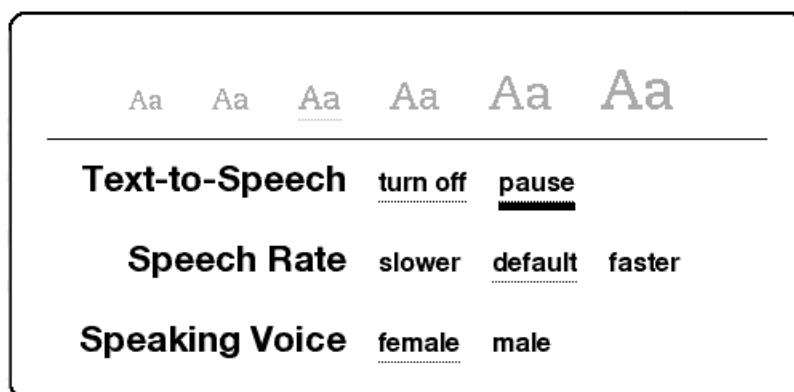 Aa Aa Aa Aa Aa Aa
Text-to-Speech turn off pause
Speech Rate slower default faster
Speaking Voice female male